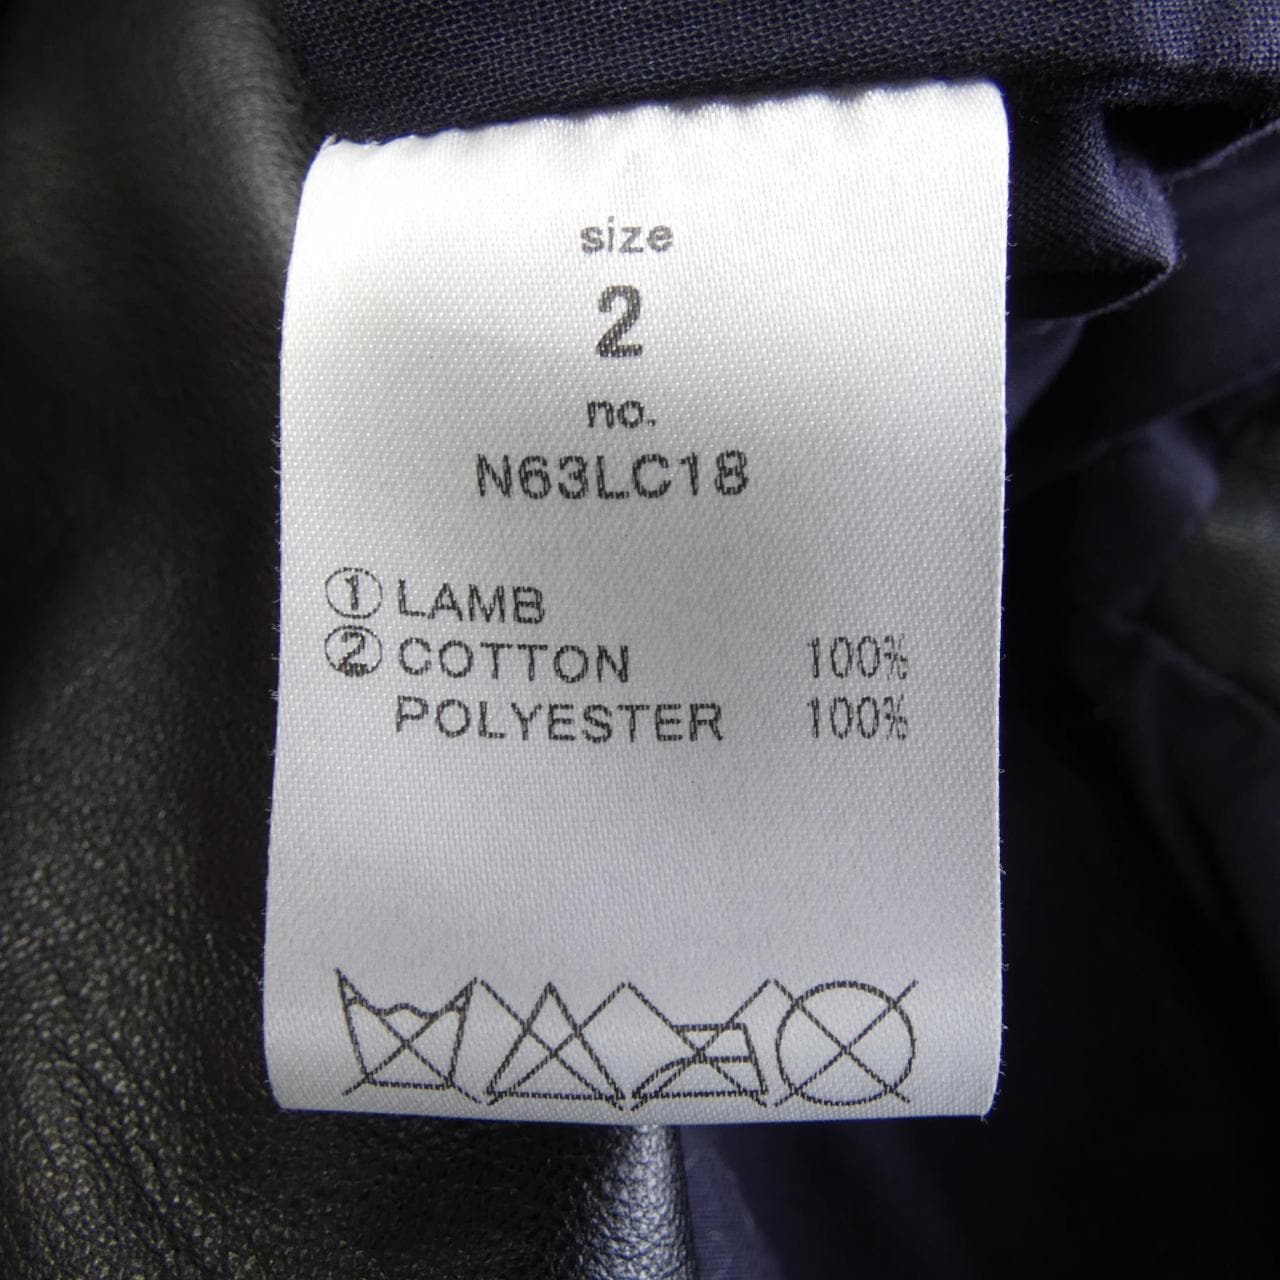 size
2
no.
N63LC18
① LAMB
② COTTON 100%
POLYESTER 100%